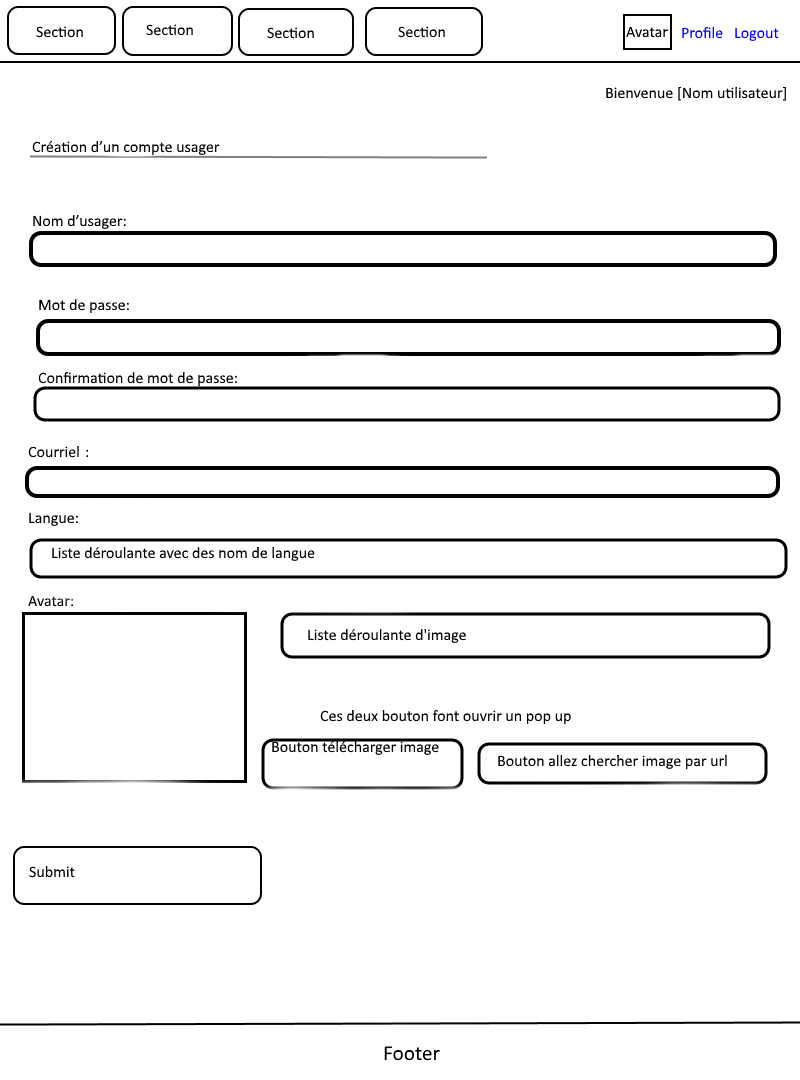 Section Section Section Section Avatar Profile Logout
Bienvenue [Nom utilisateur]
Création d’un compte usager
Nom d’usager:
Mot de passe:
Confirmation de mot de passe:
Courriel :
Langue:
Liste déroulante avec des nom de langue
Avatar:
Liste déroulante d'image
Ces deux bouton font ouvrir un pop up
Bouton télécharger image
Bouton allez chercher image par url
Submit
Footer